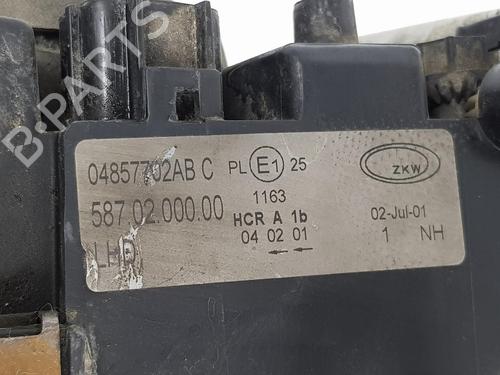 B-PARTS
04857702AB C
PL E1 25
ZKW
1163
587.02.000.00
HCR A 1b
02-Jul-01
LHD
04 02 01
1 NH